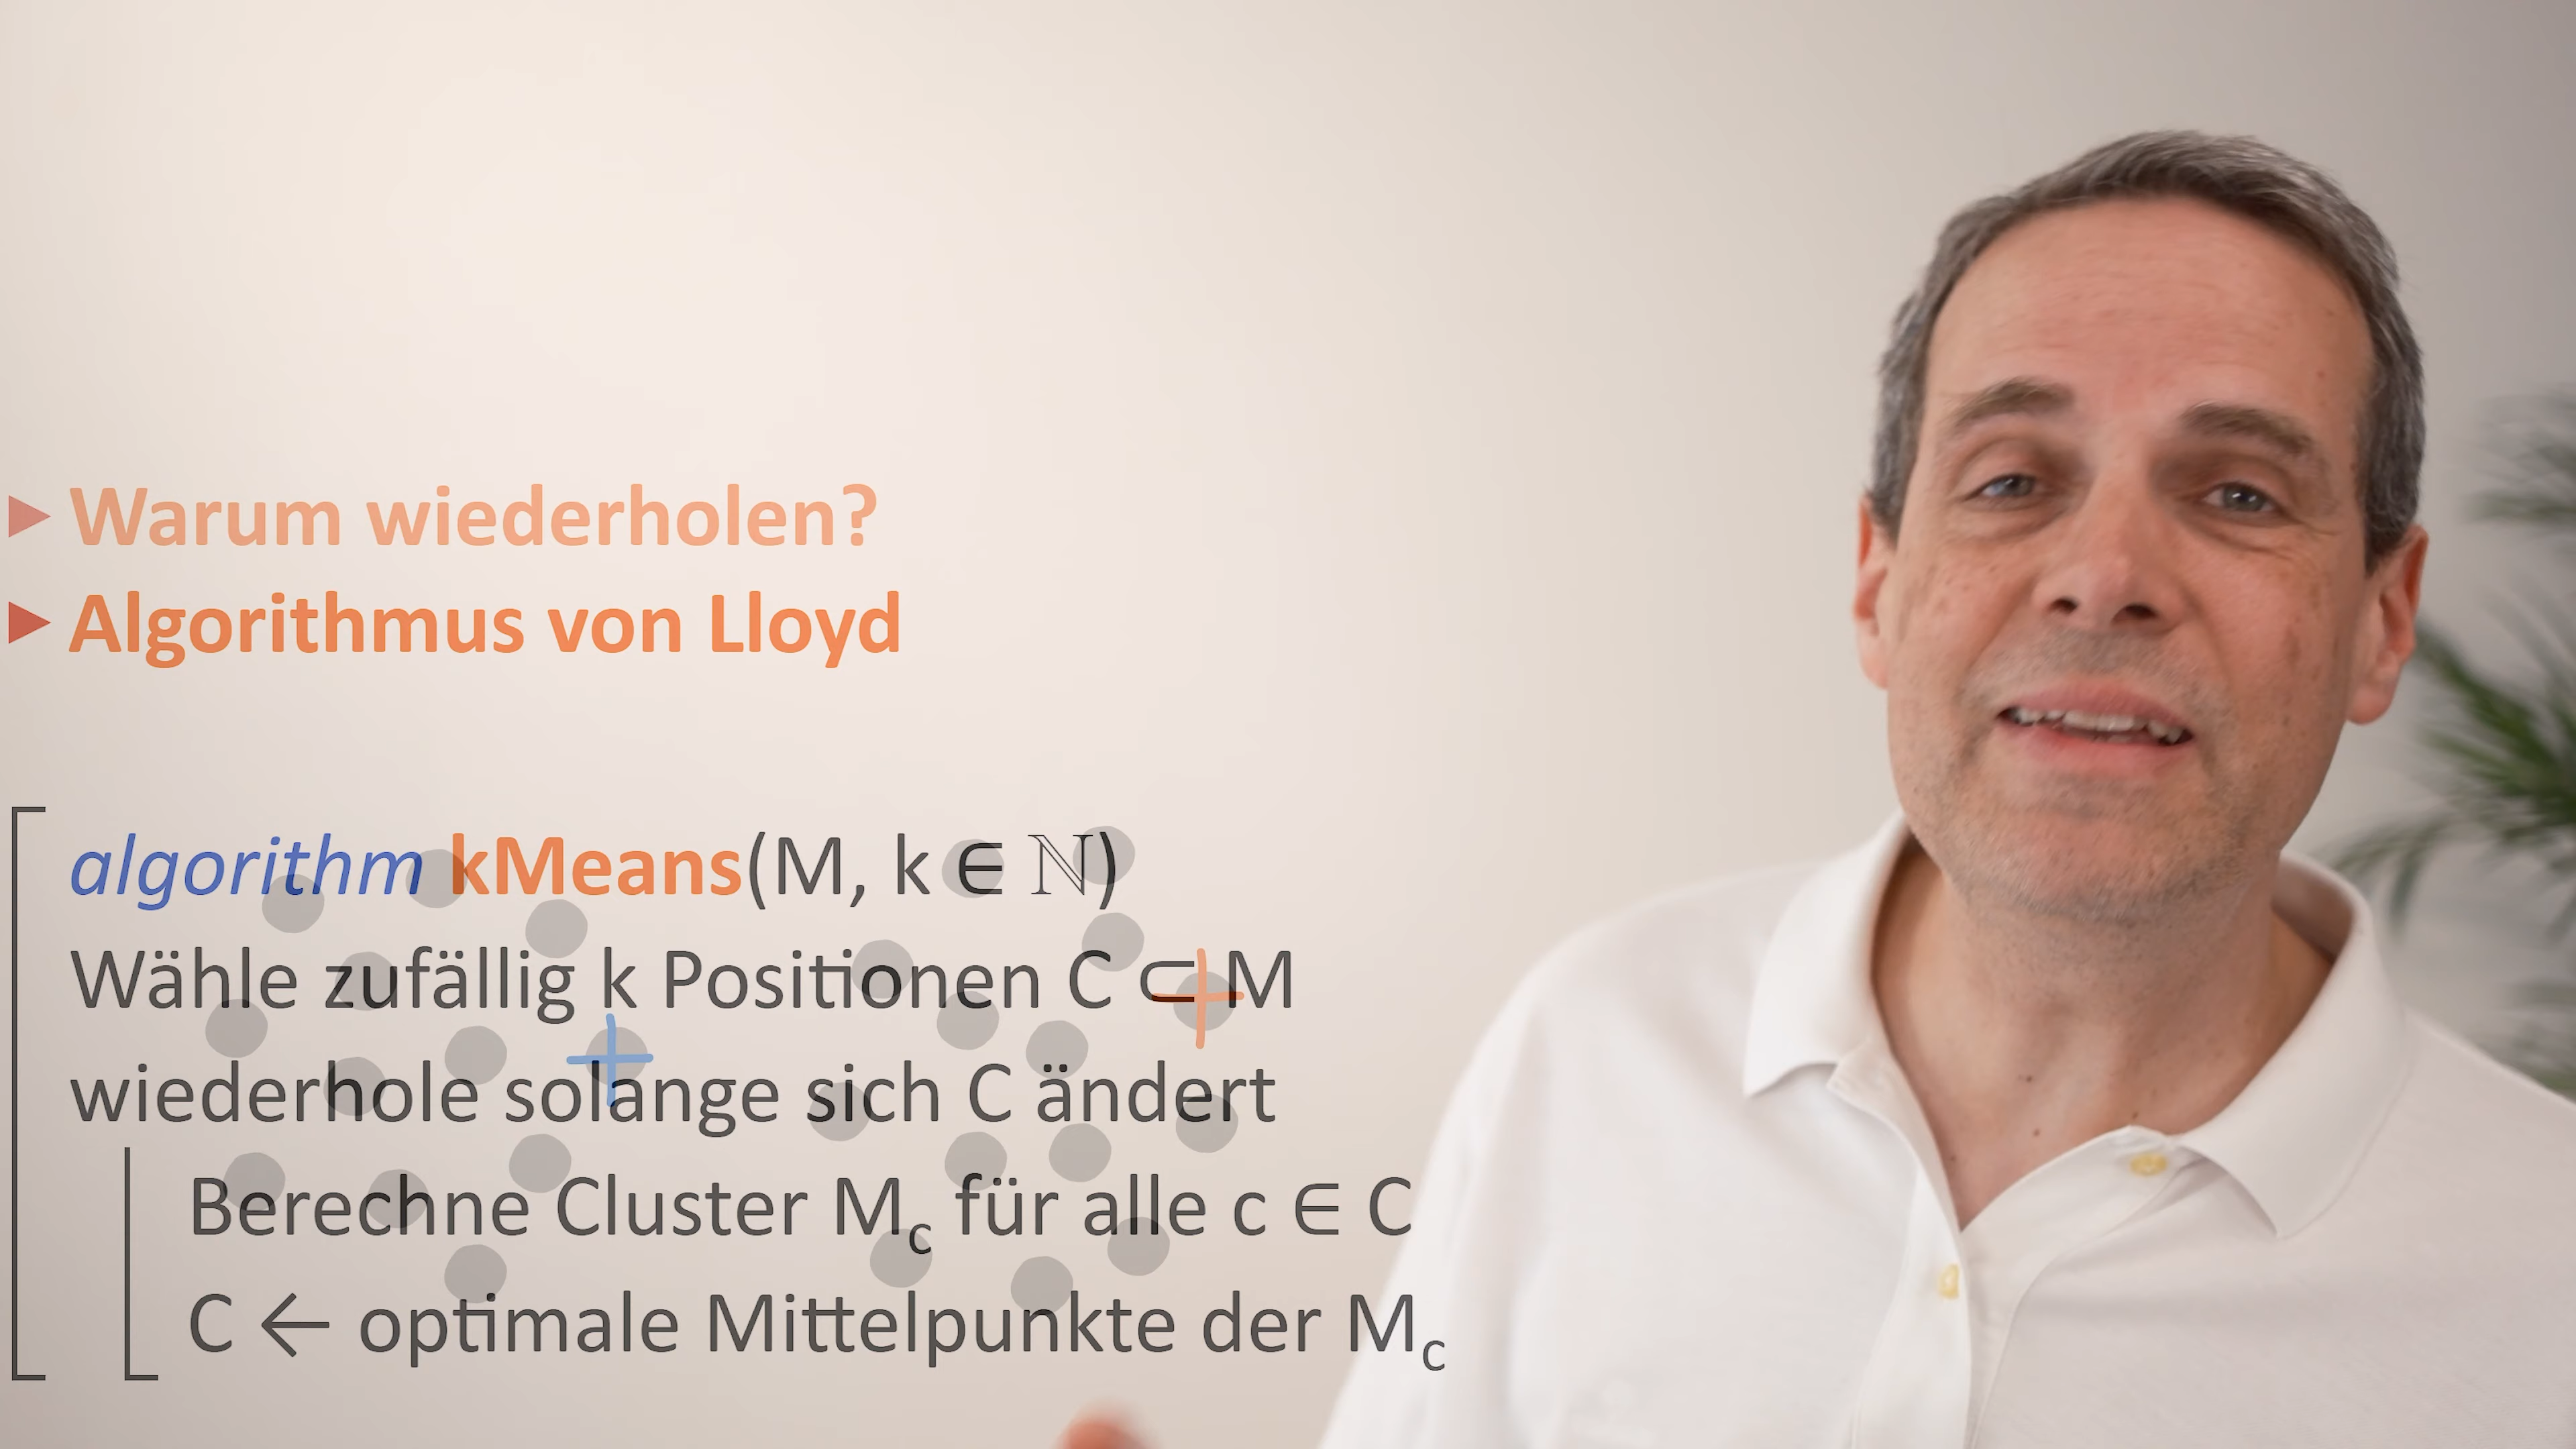 ▶ Warum wiederholen?
▶ Algorithmus von Lloyd
algorithm kMeans(M, k ∈ ℕ)
Wähle zufällig k Positionen C ⊂ M
wiederhole solange sich C ändert
Berechne Cluster M_c für alle c ∈ C
C ← optimale Mittelpunkte der M_c